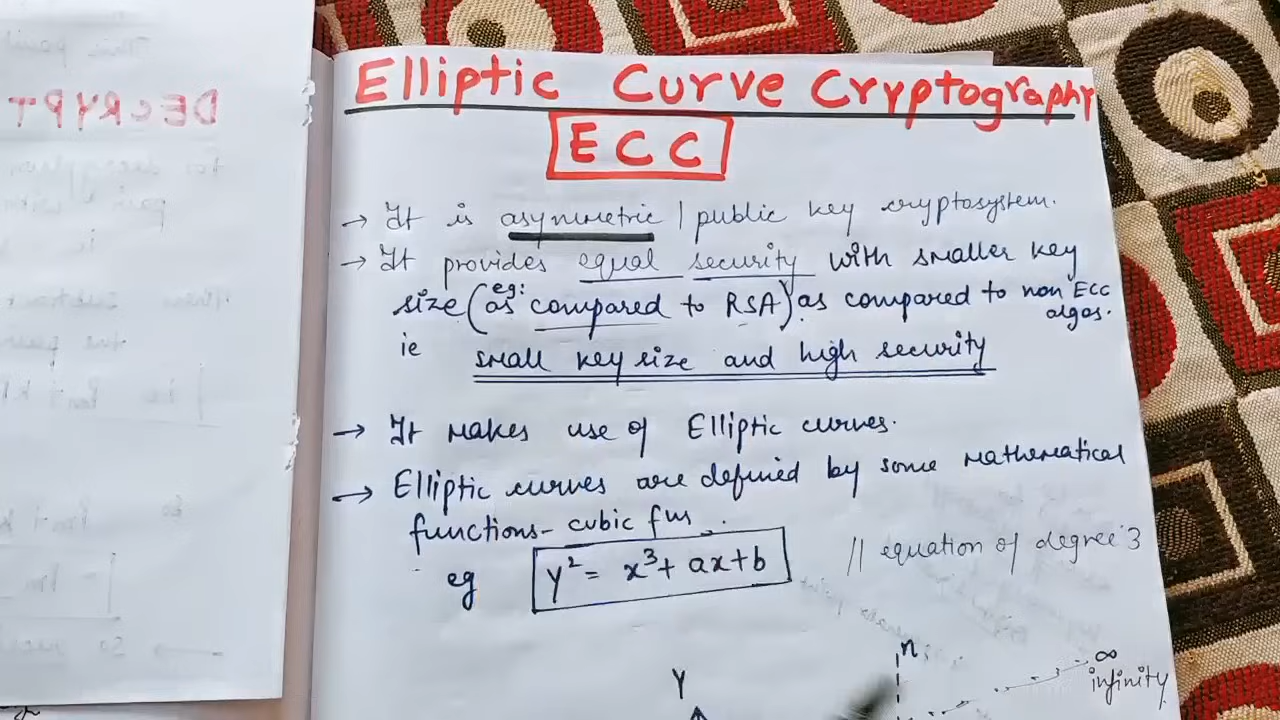 Elliptic Curve Cryptography
ECC
→ It is asymmetric / public key cryptosystem.
→ It provides equal security with smaller key
size (eg: as compared to RSA) as compared to non ECC algos.
ie small key size and high security
→ It makes use of Elliptic curves.
→ Elliptic curves are defined by some mathematical
functions - cubic fns.
eg y² = x³ + ax + b // equation of degree 3
Y
n
∞
infinity
DECRYPT